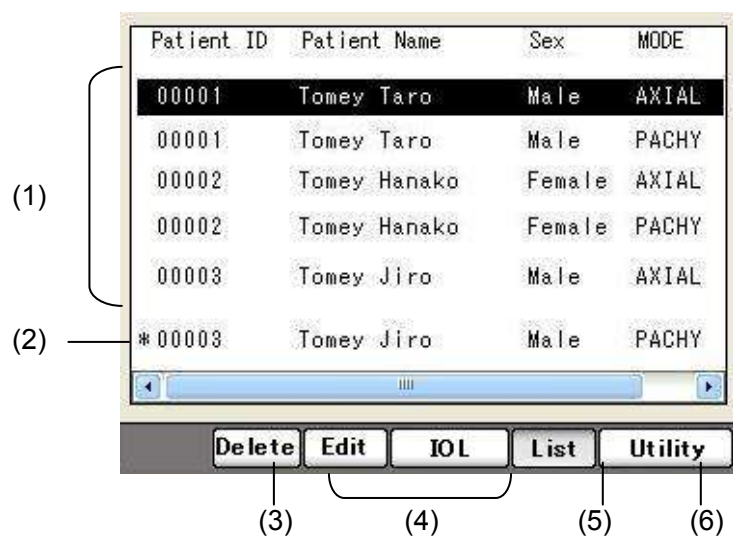 Patient ID Patient Name Sex MODE
00001 Tomey Taro Male AXIAL
00001 Tomey Taro Male PACHY
(1) 00002 Tomey Hanako Female AXIAL
00002 Tomey Hanako Female PACHY
00003 Tomey Jiro Male AXIAL
(2) *00003 Tomey Jiro Male PACHY
Delete Edit IOL List Utility
(3) (4) (5) (6)